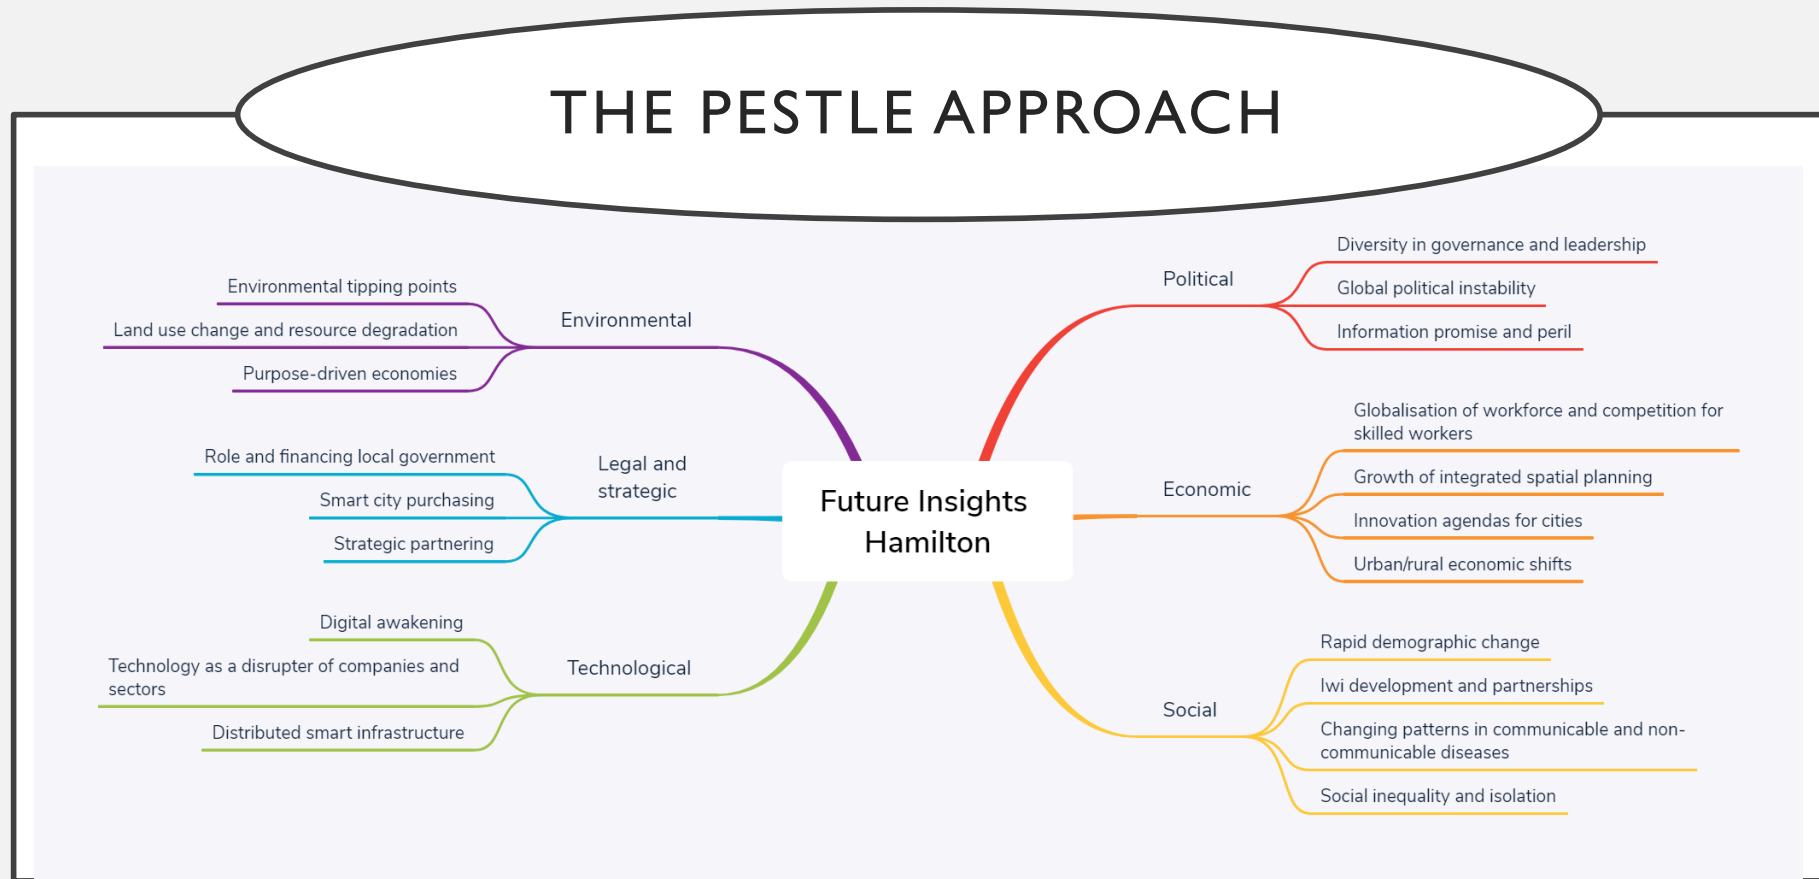 THE PESTLE APPROACH
Environmental tipping points
Land use change and resource degradation
Purpose-driven economies
Environmental
Role and financing local government
Smart city purchasing
Strategic partnering
Legal and
strategic
Digital awakening
Technology as a disrupter of companies and
sectors
Distributed smart infrastructure
Technological
Future Insights
Hamilton
Political
Diversity in governance and leadership
Global political instability
Information promise and peril
Economic
Globalisation of workforce and competition for
skilled workers
Growth of integrated spatial planning
Innovation agendas for cities
Urban/rural economic shifts
Social
Rapid demographic change
Iwi development and partnerships
Changing patterns in communicable and non-
communicable diseases
Social inequality and isolation